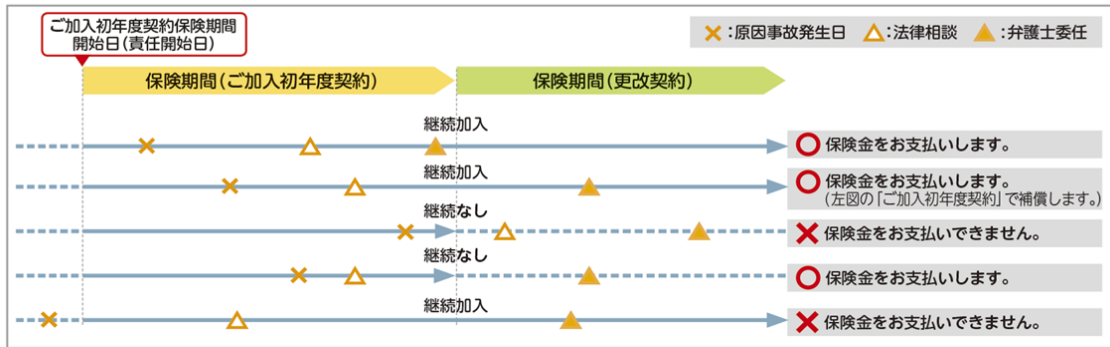 ご加入初年度契約保険期間
開始日(責任開始日)
×:原因事故発生日 △:法律相談 ▲:弁護士委任
保険期間(ご加入初年度契約)
保険期間(更改契約)
継続加入
○ 保険金をお支払いします。
継続加入
○ 保険金をお支払いします。
(左図の「ご加入初年度契約」で補償します。)
継続なし
× 保険金をお支払いできません。
継続なし
○ 保険金をお支払いします。
継続加入
× 保険金をお支払いできません。